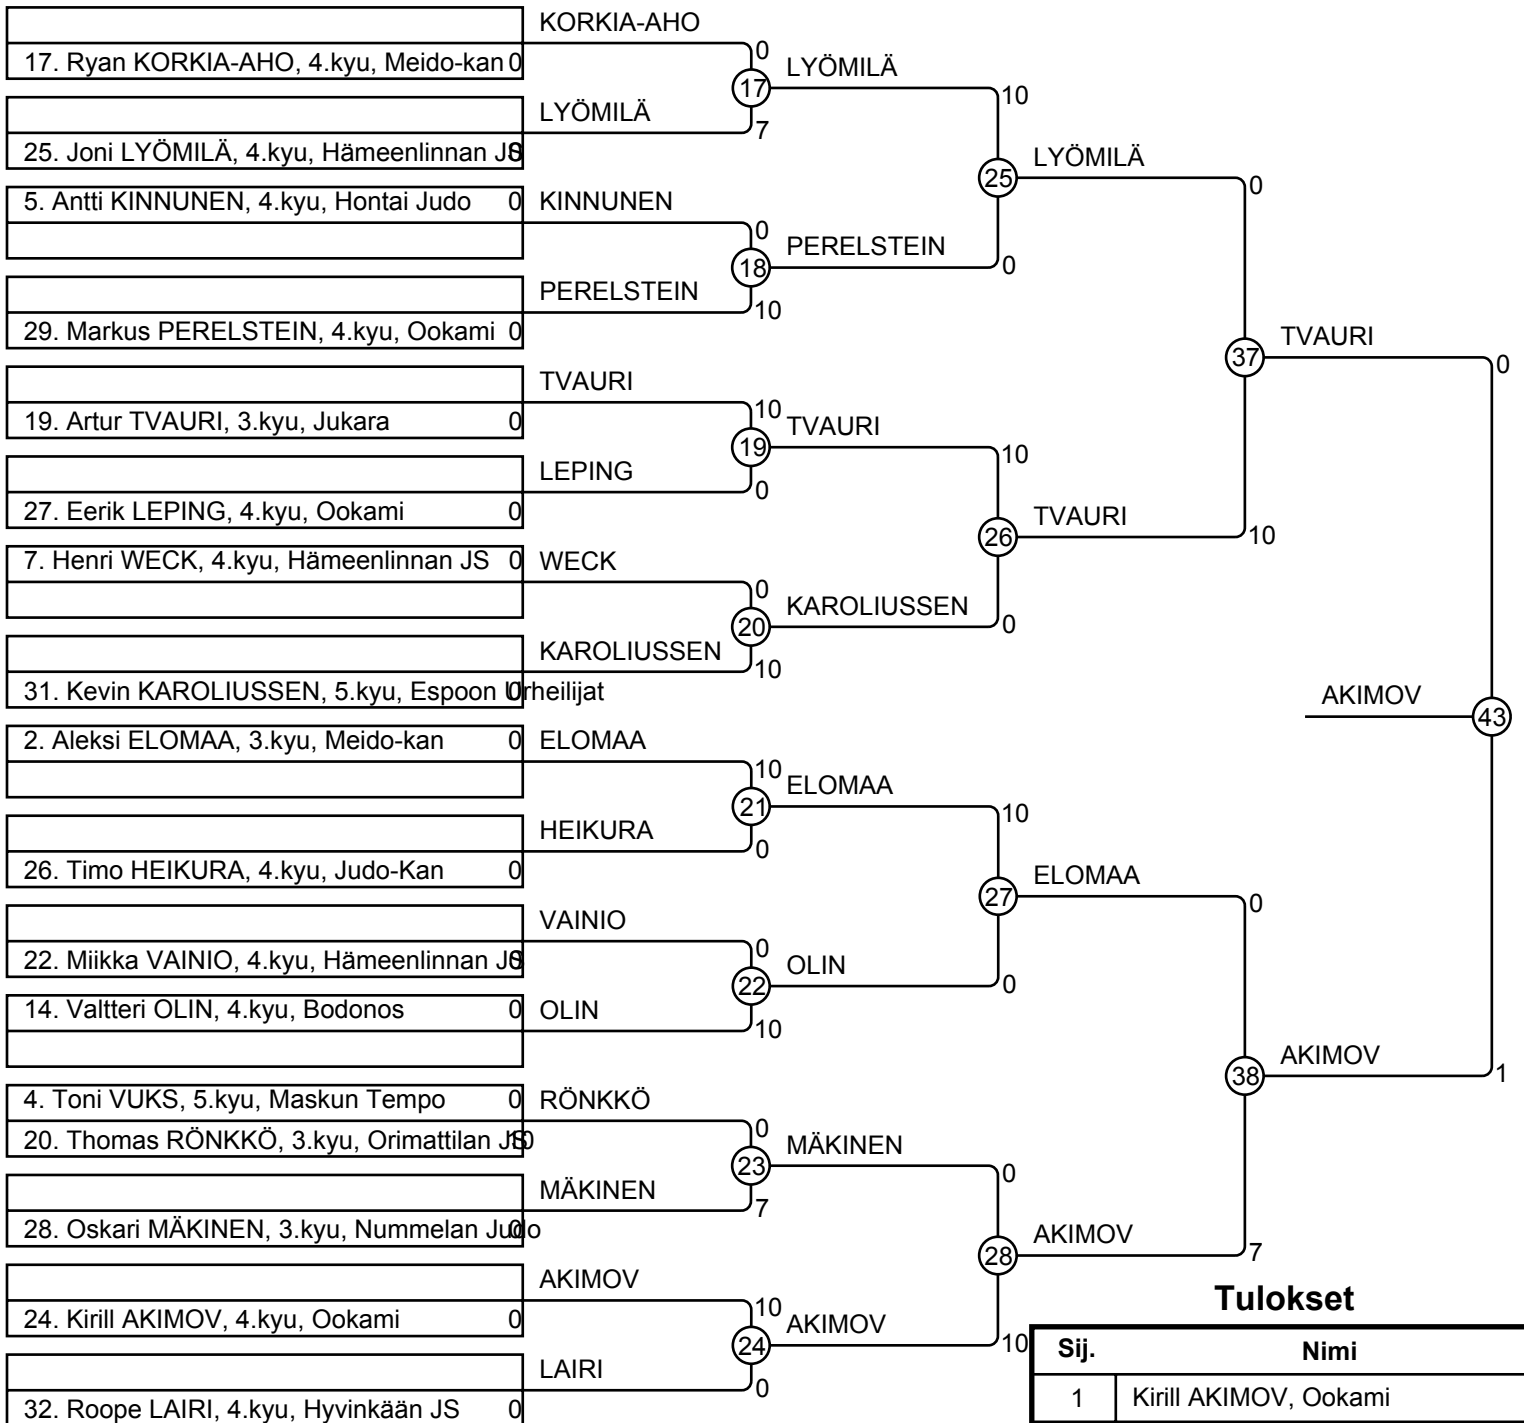 KORKIA-AHO
17. Ryan KORKIA-AHO, 4.kyu, Meido-kan 0
0
LYÖMILÄ
17
10
LYÖMILÄ
7
25. Joni LYÖMILÄ, 4.kyu, Hämeenlinnan JS 0
LYÖMILÄ
25
0
5. Antti KINNUNEN, 4.kyu, Hontai Judo 0
KINNUNEN
0
PERELSTEIN
18
0
PERELSTEIN
10
29. Markus PERELSTEIN, 4.kyu, Ookami 0
TVAURI
37
0
TVAURI
10
19. Artur TVAURI, 3.kyu, Jukara 0
TVAURI
19
10
LEPING
0
27. Eerik LEPING, 4.kyu, Ookami 0
TVAURI
26
10
7. Henri WECK, 4.kyu, Hämeenlinnan JS 0
WECK
0
KAROLIUSSEN
20
0
KAROLIUSSEN
10
31. Kevin KAROLIUSSEN, 5.kyu, Espoon Urheilijat 0
AKIMOV
43
2. Aleksi ELOMAA, 3.kyu, Meido-kan 0
ELOMAA
10
ELOMAA
21
10
HEIKURA
0
26. Timo HEIKURA, 4.kyu, Judo-Kan 0
ELOMAA
27
0
VAINIO
0
22. Miikka VAINIO, 4.kyu, Hämeenlinnan JS 0
OLIN
22
0
14. Valtteri OLIN, 4.kyu, Bodonos 0
OLIN
10
AKIMOV
38
1
4. Toni VUKS, 5.kyu, Maskun Tempo 0
RÖNKKÖ
0
20. Thomas RÖNKKÖ, 3.kyu, Orimattilan JS 10
MÄKINEN
23
0
MÄKINEN
7
28. Oskari MÄKINEN, 3.kyu, Nummelan Judo 0
AKIMOV
28
7
AKIMOV
10
24. Kirill AKIMOV, 4.kyu, Ookami 0
AKIMOV
24
10
LAIRI
0
32. Roope LAIRI, 4.kyu, Hyvinkään JS 0
Tulokset
Sij. Nimi
1 Kirill AKIMOV, Ookami